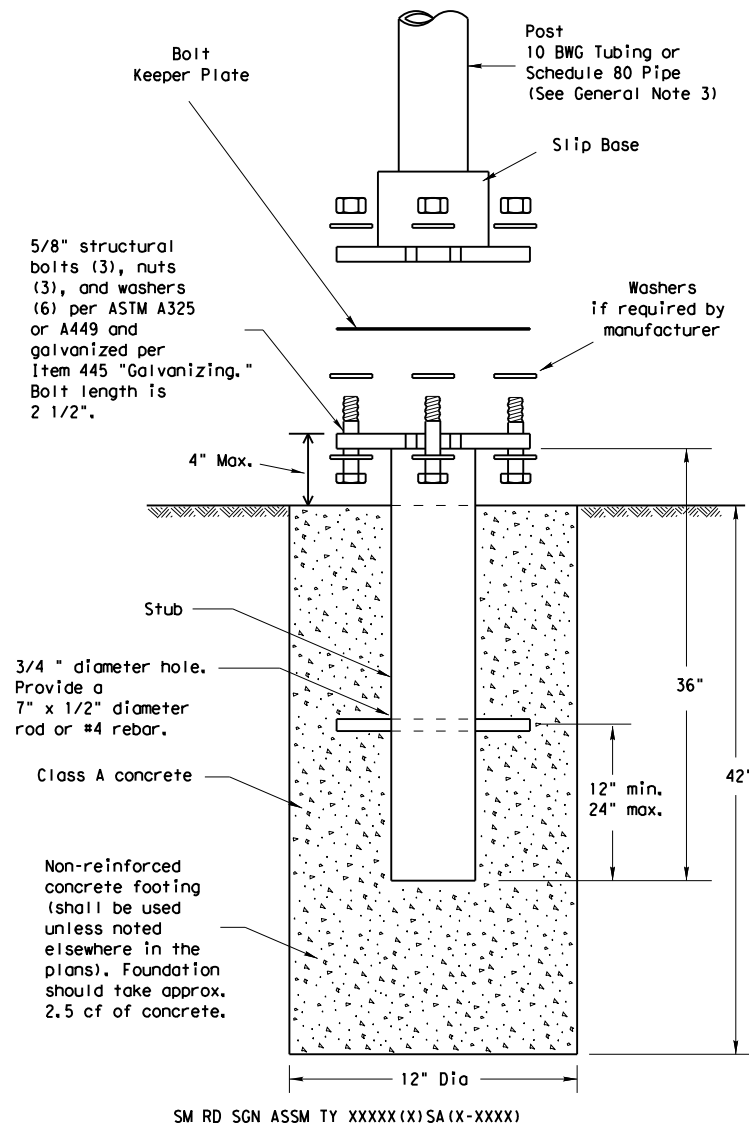 Bolt
Keeper Plate
Post
10 BWG Tubing or
Schedule 80 Pipe
(See General Note 3)
Slip Base
5/8" structural
bolts (3), nuts
(3), and washers
(6) per ASTM A325
or A449 and
galvanized per
Item 445 "Galvanizing."
Bolt length is
2 1/2".
Washers
if required by
manufacturer
4" Max.
Stub
3/4 " diameter hole.
Provide a
7" x 1/2" diameter
rod or #4 rebar.
36"
Class A concrete
12" min.
24" max.
42"
Non-reinforced
concrete footing
(shall be used
unless noted
elsewhere in the
plans). Foundation
should take approx.
2.5 cf of concrete.
12" Dia
SM RD SGN ASSM TY XXXXX(X)SA(X-XXXX)